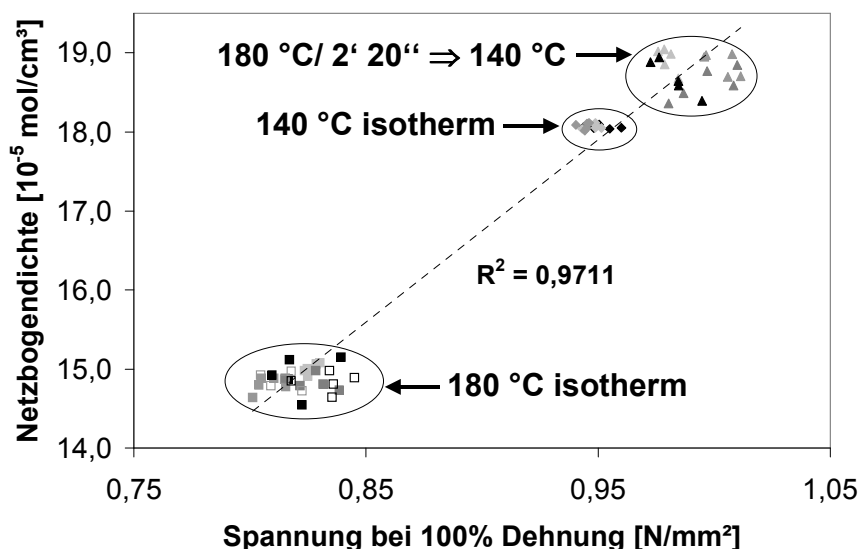 19,0
18,0
17,0
16,0
15,0
14,0
Netzbogendichte [10⁻⁵ mol/cm³]
180 °C/ 2‘ 20‘‘ ⇒ 140 °C
140 °C isotherm
R² = 0,9711
180 °C isotherm
0,75
0,85
0,95
1,05
Spannung bei 100% Dehnung [N/mm²]